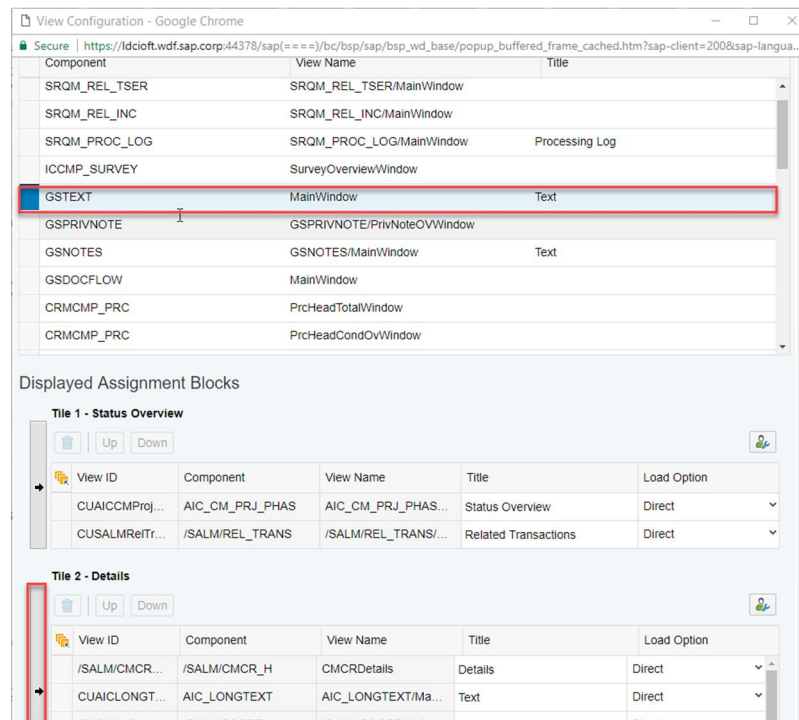 View Configuration - Google Chrome
Secure | https://ldcioft.wdf.sap.corp:44378/sap(====)/bc/bsp/sap/bsp_wd_base/popup_buffered_frame_cached.htm?sap-client=200&sap-langua...
Component View Name Title
SRQM_REL_TSER SRQM_REL_TSER/MainWindow
SRQM_REL_INC SRQM_REL_INC/MainWindow
SRQM_PROC_LOG SRQM_PROC_LOG/MainWindow Processing Log
ICCMP_SURVEY SurveyOverviewWindow
GSTEXT MainWindow Text
GSPRIVNOTE GSPRIVNOTE/PrivNoteOVWindow
GSNOTES GSNOTES/MainWindow Text
GSDOCFLOW MainWindow
CRMCMP_PRC PrcHeadTotalWindow
CRMCMP_PRC PrcHeadCondOvWindow
Displayed Assignment Blocks
Tile 1 - Status Overview
Up Down
View ID Component View Name Title Load Option
CUAICCMProj... AIC_CM_PRJ_PHAS AIC_CM_PRJ_PHAS... Status Overview Direct
CUSALMRelTr... /SALM/REL_TRANS /SALM/REL_TRANS/... Related Transactions Direct
Tile 2 - Details
Up Down
View ID Component View Name Title Load Option
/SALM/CMCR... /SALM/CMCR_H CMCRDetails Details Direct
CUAICLONGT... AIC_LONGTEXT AIC_LONGTEXT/Ma... Text Direct